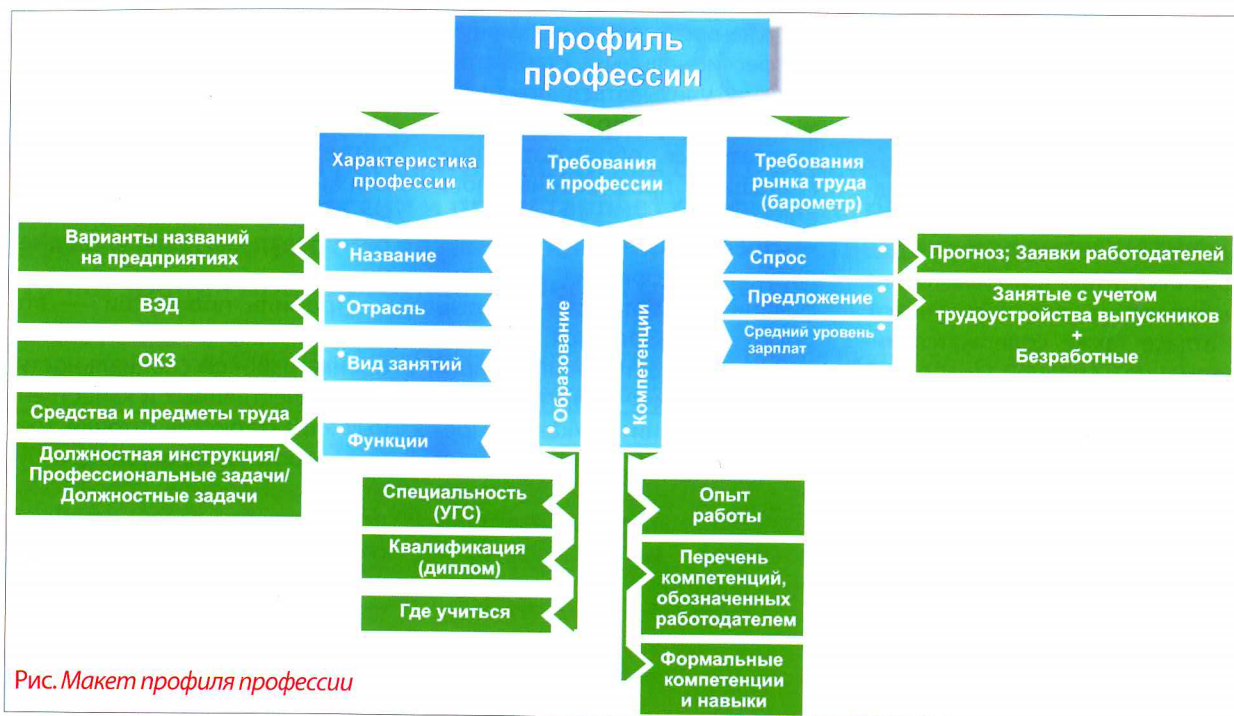 Профиль
профессии
Характеристика
профессии
Требования
к профессии
Требования
рынка труда
(барометр)
Варианты названий
на предприятиях
• Название
ВЭД
• Отрасль
ОКЗ
• Вид занятий
Средства и предметы труда
Должностная инструкция/
Профессиональные задачи/
Должностные задачи
• Функции
• Образование
Специальность
(УГС)
Квалификация
(диплом)
Где учиться
• Компетенции
Опыт
работы
Перечень
компетенций,
обозначенных
работодателем
Формальные
компетенции
и навыки
Спрос •
Прогноз; Заявки работодателей
Предложение •
Занятые с учетом
трудоустройства выпускников
+
Безработные
Средний уровень •
зарплат
Рис. Макет профиля профессии